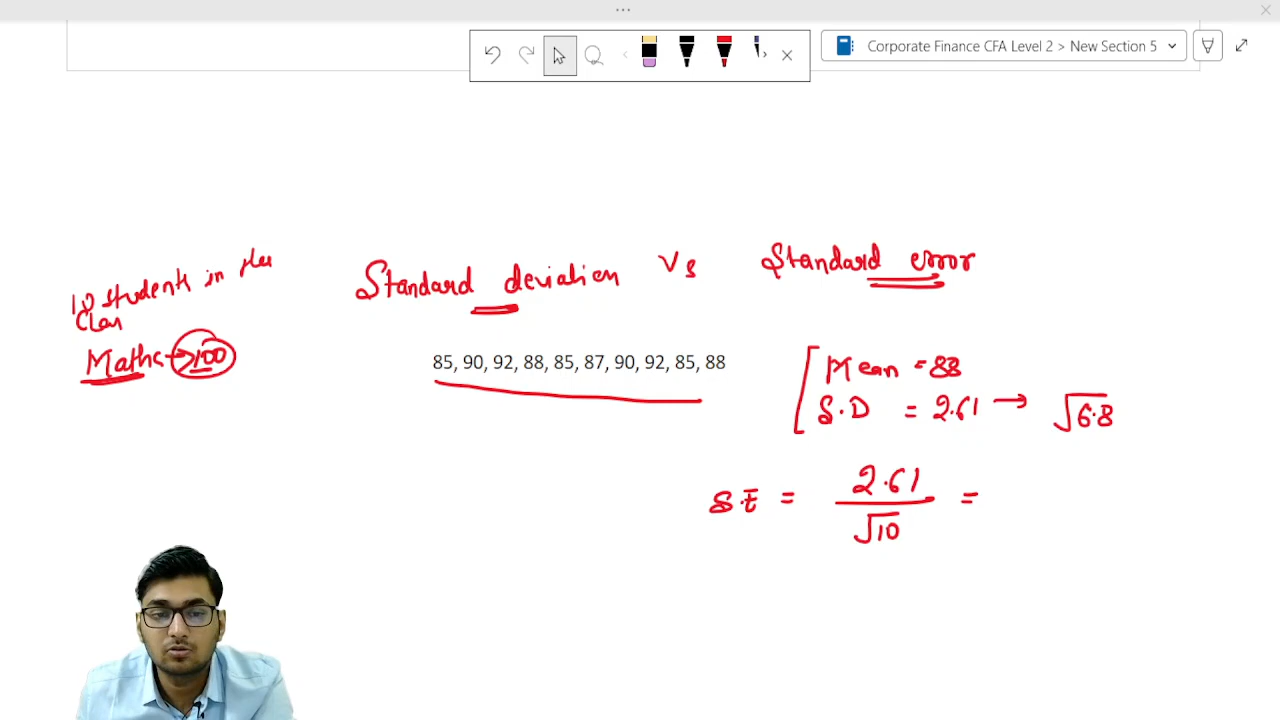 Corporate Finance CFA Level 2 > New Section 5
10 students in the
Class
Maths → 100
Standard deviation Vs Standard error
85, 90, 92, 88, 85, 87, 90, 92, 85, 88
Mean = 88
S.D = 2.61 → √6.8
S.E = 2.61 / √10 =